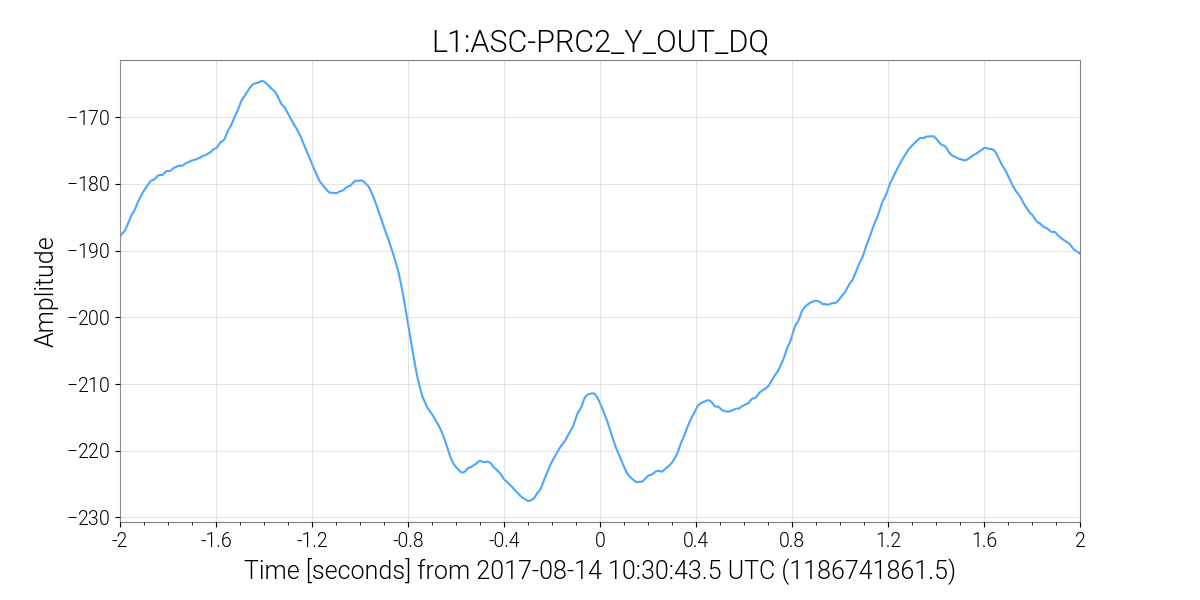 L1:ASC-PRC2_Y_OUT_DQ
Amplitude
−170
−180
−190
−200
−210
−220
−230
-2 -1.6 -1.2 -0.8 -0.4 0 0.4 0.8 1.2 1.6 2
Time [seconds] from 2017-08-14 10:30:43.5 UTC (1186741861.5)